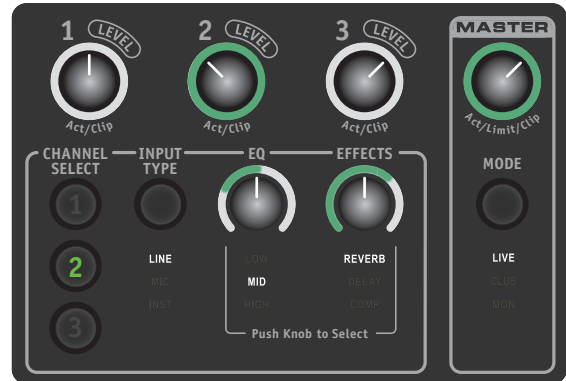 1 LEVEL 2 LEVEL 3 LEVEL MASTER
Act/Clip Act/Clip Act/Clip Act/Limit/Clip
CHANNEL SELECT
INPUT TYPE
EQ
EFFECTS
MODE
1
2
3
LINE
MIC
INST
LOW
MID
HIGH
REVERB
DELAY
COMP
Push Knob to Select
LIVE
CLUB
MON